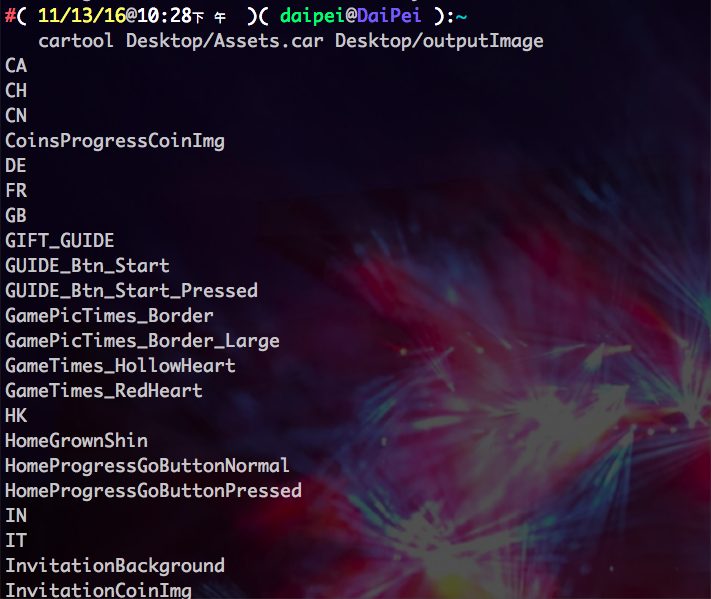 #( 11/13/16@10:28下午 )( daipei@DaiPei ):~
cartool Desktop/Assets.car Desktop/outputImage
CA
CH
CN
CoinsProgressCoinImg
DE
FR
GB
GIFT_GUIDE
GUIDE_Btn_Start
GUIDE_Btn_Start_Pressed
GamePicTimes_Border
GamePicTimes_Border_Large
GameTimes_HollowHeart
GameTimes_RedHeart
HK
HomeGrownShin
HomeProgressGoButtonNormal
HomeProgressGoButtonPressed
IN
IT
InvitationBackground
InvitationCoinImg